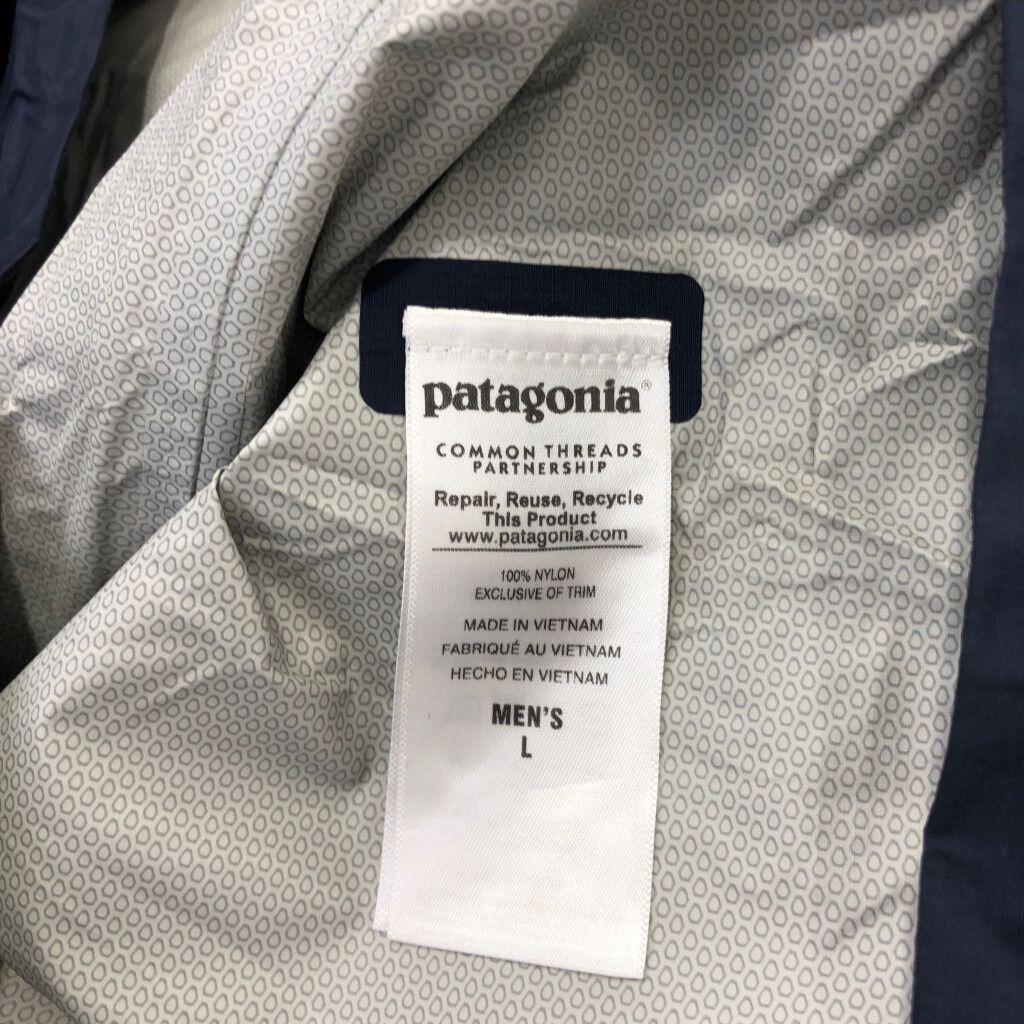 patagonia®
COMMON THREADS
PARTNERSHIP
Repair, Reuse, Recycle
This Product
www.patagonia.com
100% NYLON
EXCLUSIVE OF TRIM
MADE IN VIETNAM
FABRIQUÉ AU VIETNAM
HECHO EN VIETNAM
MEN'S
L